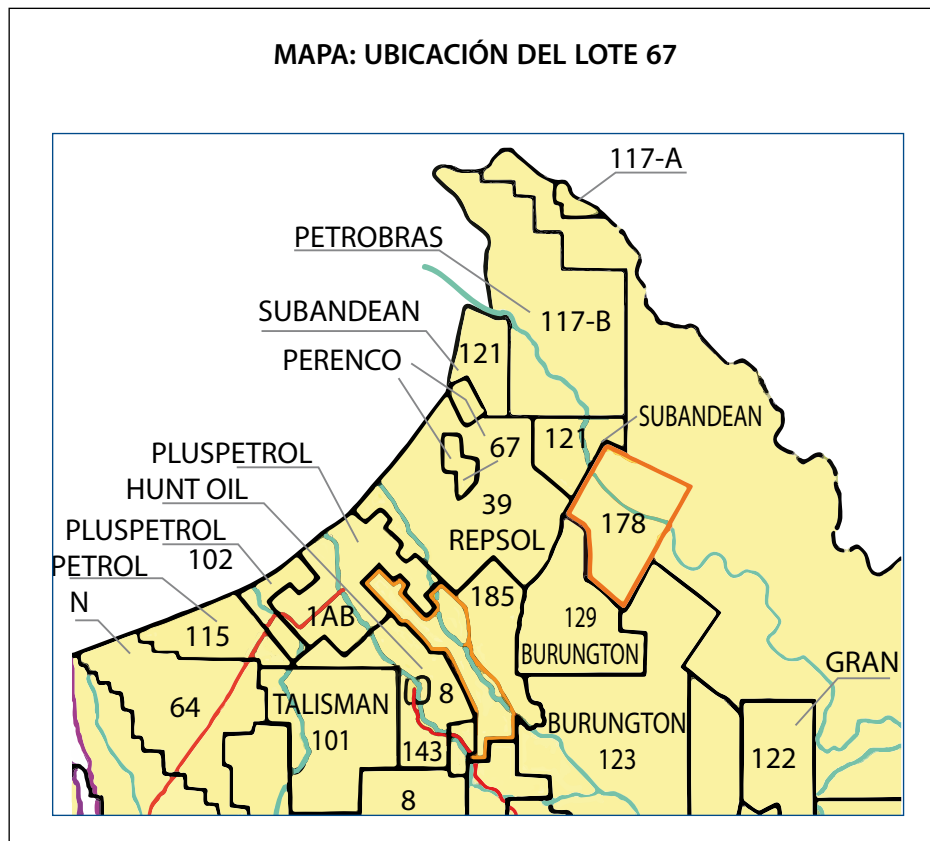 MAPA: UBICACIÓN DEL LOTE 67
117-A
PETROBRAS
SUBANDEAN
117-B
121
PERENCO
SUBANDEAN
121
67
PLUSPETROL
HUNT OIL
39
REPSOL
178
PLUSPETROL
102
PETROL
185
N
1AB
129
115
BURUNGTON
GRAN
64
TALISMAN
8
BURUNGTON
101
143
123
122
8